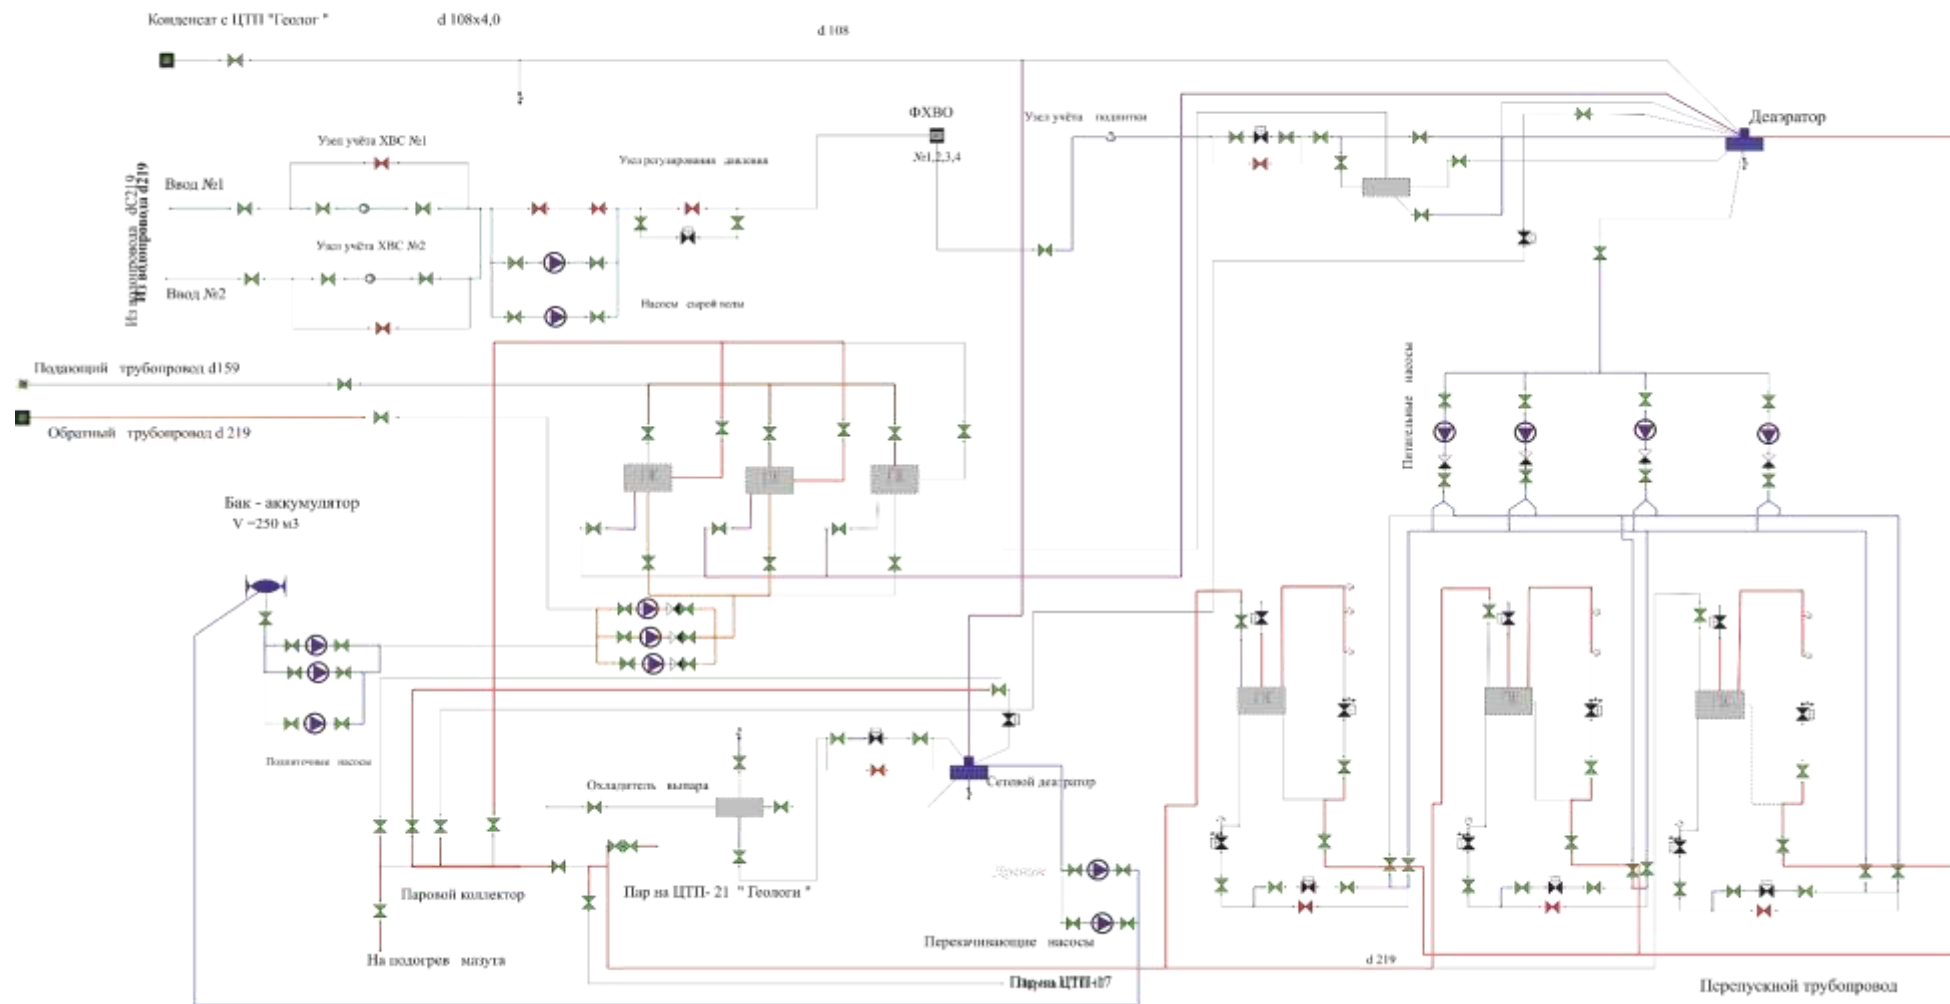 Конденсат с ЦТП "Геолог "
d 108х4,0
d 108
ФХВО
№1,2,3,4
Узел учёта подпитки
Деаэратор
Узел учёта ХВС №1
Узел регулирования давления
Ввод №1
Из водопровода d219
Узел учёта ХВС №2
Ввод №2
Насосы сырой воды
Подающий трубопровод d159
Обратный трубопровод d 219
Питательные насосы
Бак - аккумулятор
V =250 м3
Подпиточные насосы
Охладитель выпара
Сетевой деаэратор
Паровой коллектор
Пар на ЦТП- 21 " Геологи "
Перекачивающие насосы
На подогрев мазута
d 219
Перепускной трубопровод